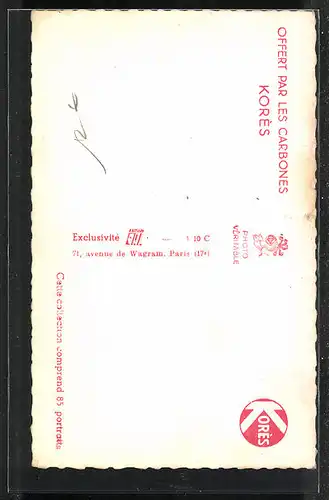 OFFERT PAR LES CARBONES
KORÈS
PHOTO
VÉRITABLE
Exclusivité
71, avenue de Wagram, Paris (17e)
Cette collection comprend 85 portraits
KORÈS